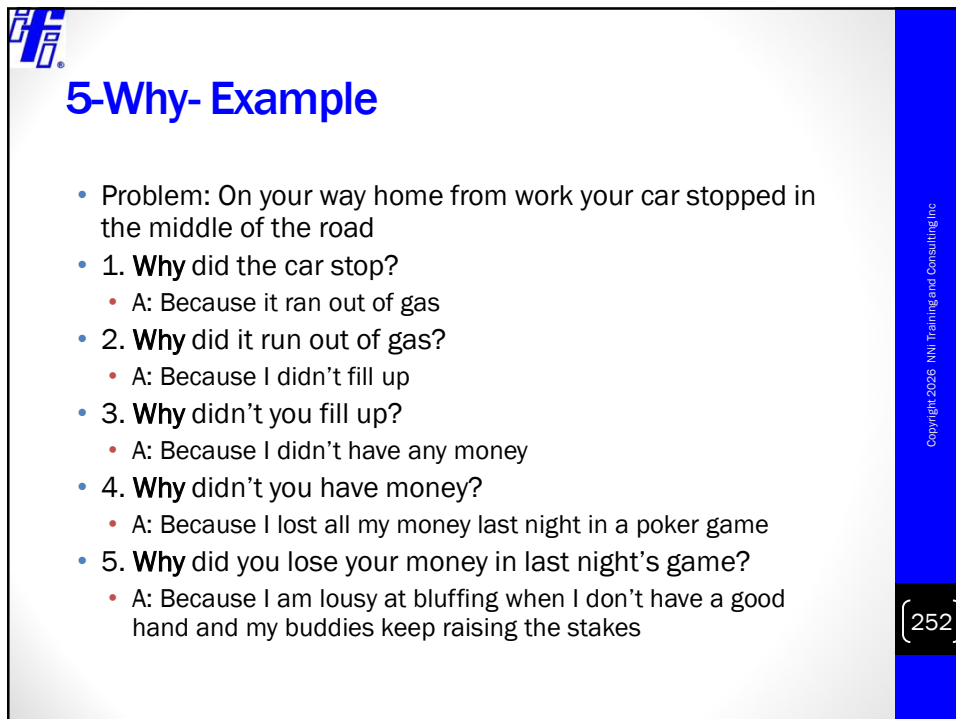 5-Why- Example
• Problem: On your way home from work your car stopped in
the middle of the road
• 1. Why did the car stop?
• A: Because it ran out of gas
• 2. Why did it run out of gas?
• A: Because I didn’t fill up
• 3. Why didn’t you fill up?
• A: Because I didn’t have any money
• 4. Why didn’t you have money?
• A: Because I lost all my money last night in a poker game
• 5. Why did you lose your money in last night’s game?
• A: Because I am lousy at bluffing when I don’t have a good
hand and my buddies keep raising the stakes
Copyright 2026 NNi Training and Consulting Inc
252